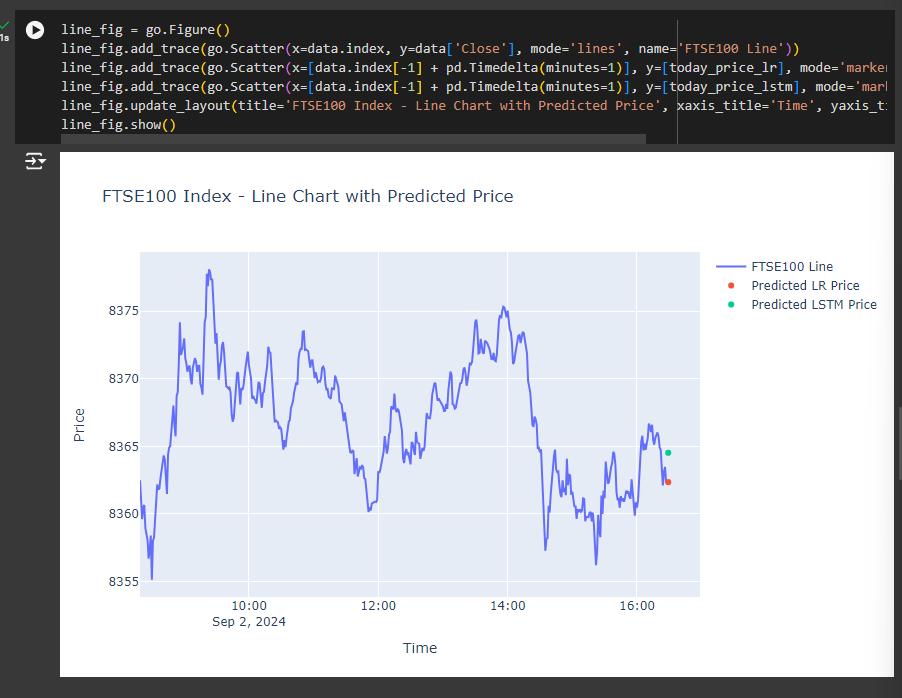 line_fig = go.Figure()
line_fig.add_trace(go.Scatter(x=data.index, y=data['Close'], mode='lines', name='FTSE100 Line'))
line_fig.add_trace(go.Scatter(x=[data.index[-1] + pd.Timedelta(minutes=1)], y=[today_price_lr], mode='marker
line_fig.add_trace(go.Scatter(x=[data.index[-1] + pd.Timedelta(minutes=1)], y=[today_price_lstm], mode='mar
line_fig.update_layout(title='FTSE100 Index - Line Chart with Predicted Price', xaxis_title='Time', yaxis_ti
line_fig.show()
1s
FTSE100 Index - Line Chart with Predicted Price
FTSE100 Line
Predicted LR Price
Predicted LSTM Price
8375
8370
8365
8360
8355
Price
10:00
12:00
14:00
16:00
Sep 2, 2024
Time